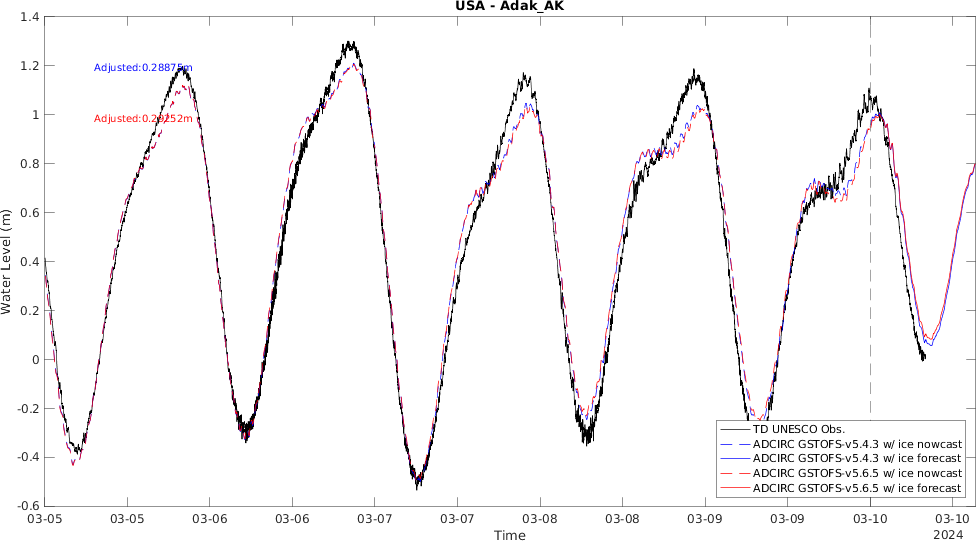 USA - Adak_AK
1.4
1.2
1
0.8
0.6
0.4
0.2
0
-0.2
-0.4
-0.6
Water Level (m)
Adjusted:0.28875m
Adjusted:0.29252m
TD UNESCO Obs.
ADCIRC GSTOFS-v5.4.3 w/ ice nowcast
ADCIRC GSTOFS-v5.4.3 w/ ice forecast
ADCIRC GSTOFS-v5.6.5 w/ ice nowcast
ADCIRC GSTOFS-v5.6.5 w/ ice forecast
03-05 03-05 03-06 03-06 03-07 03-07 03-08 03-08 03-09 03-09 03-10 03-10
Time
2024